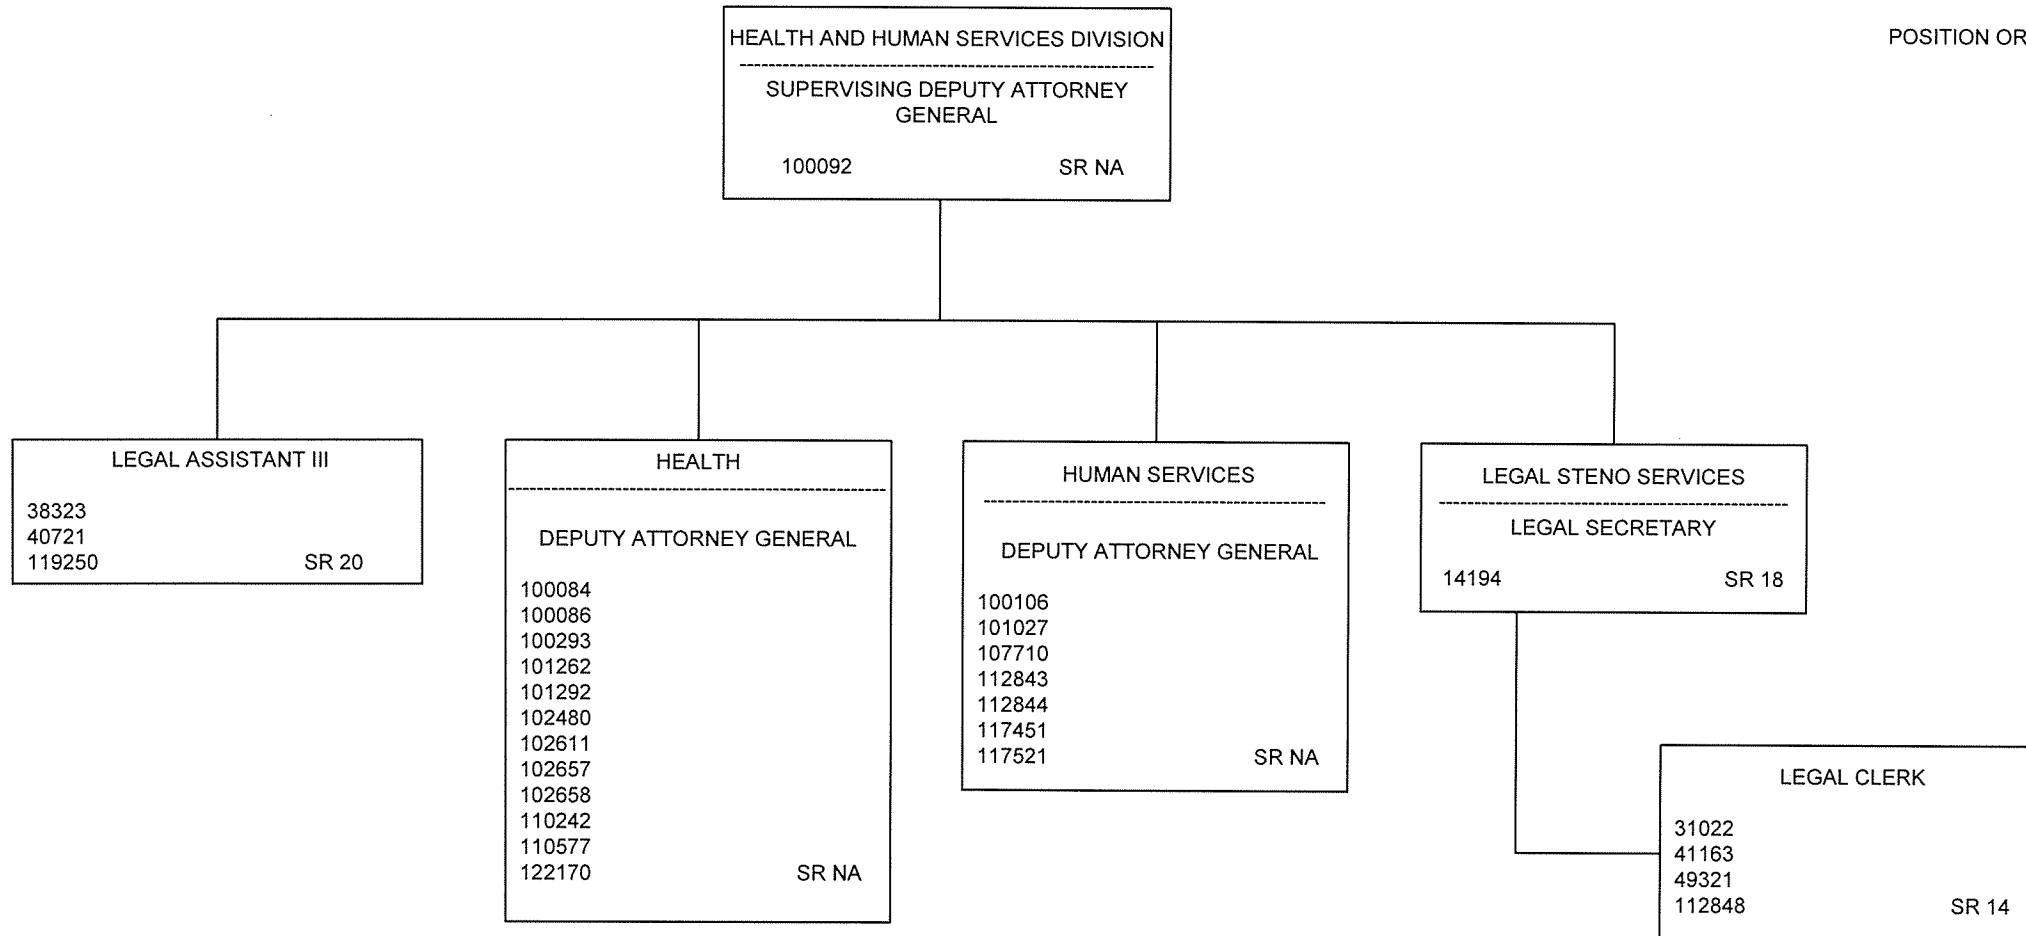 POSITION OR
HEALTH AND HUMAN SERVICES DIVISION
SUPERVISING DEPUTY ATTORNEY
GENERAL
100092 SR NA
LEGAL ASSISTANT III
38323
40721
119250 SR 20
HEALTH
DEPUTY ATTORNEY GENERAL
100084
100086
100293
101262
101292
102480
102611
102657
102658
110242
110577
122170 SR NA
HUMAN SERVICES
DEPUTY ATTORNEY GENERAL
100106
101027
107710
112843
112844
117451
117521 SR NA
LEGAL STENO SERVICES
LEGAL SECRETARY
14194 SR 18
LEGAL CLERK
31022
41163
49321
112848 SR 14